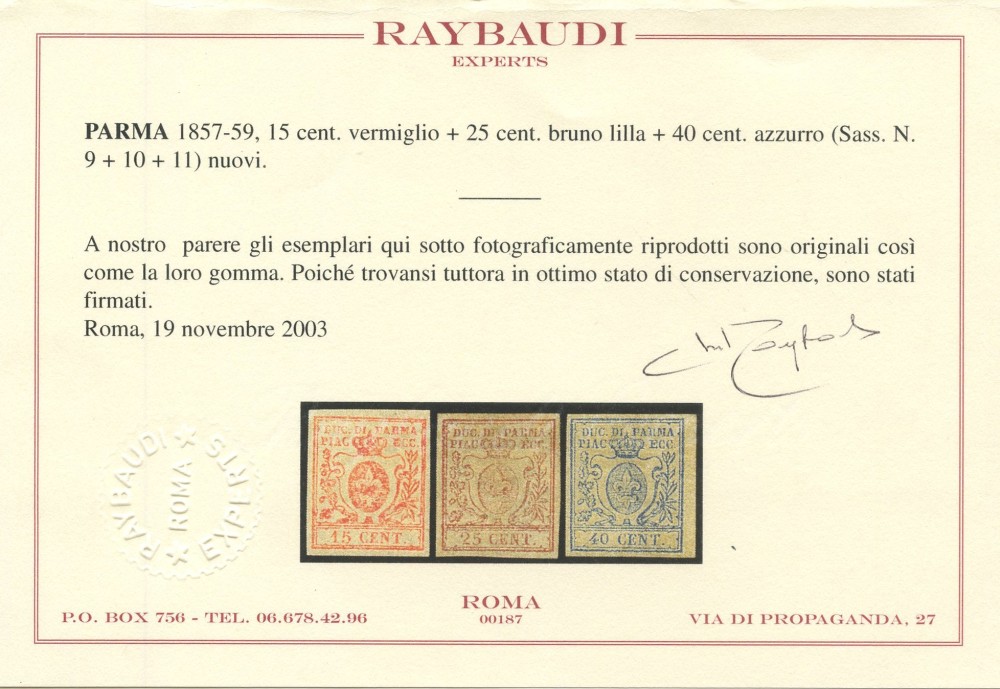 RAYBAUDI
EXPERTS
PARMA 1857-59, 15 cent. vermiglio + 25 cent. bruno lilla + 40 cent. azzurro (Sass. N.
9 + 10 + 11) nuovi.
A nostro parere gli esemplari qui sotto fotograficamente riprodotti sono originali così
come la loro gomma. Poiché trovansi tuttora in ottimo stato di conservazione, sono stati
firmati.
Roma, 19 novembre 2003
DUC. DI PARMA
PIAC ECC.
15 CENT.
DUC. DI PARMA
ECC.
25 CENT.
DUC. DI PARMA
PIAC ECC.
40 CENT.
RAYBAUDI
ROMA
ROMA
00187
P.O. BOX 756 - TEL. 06.678.42.96
VIA DI PROPAGANDA, 27